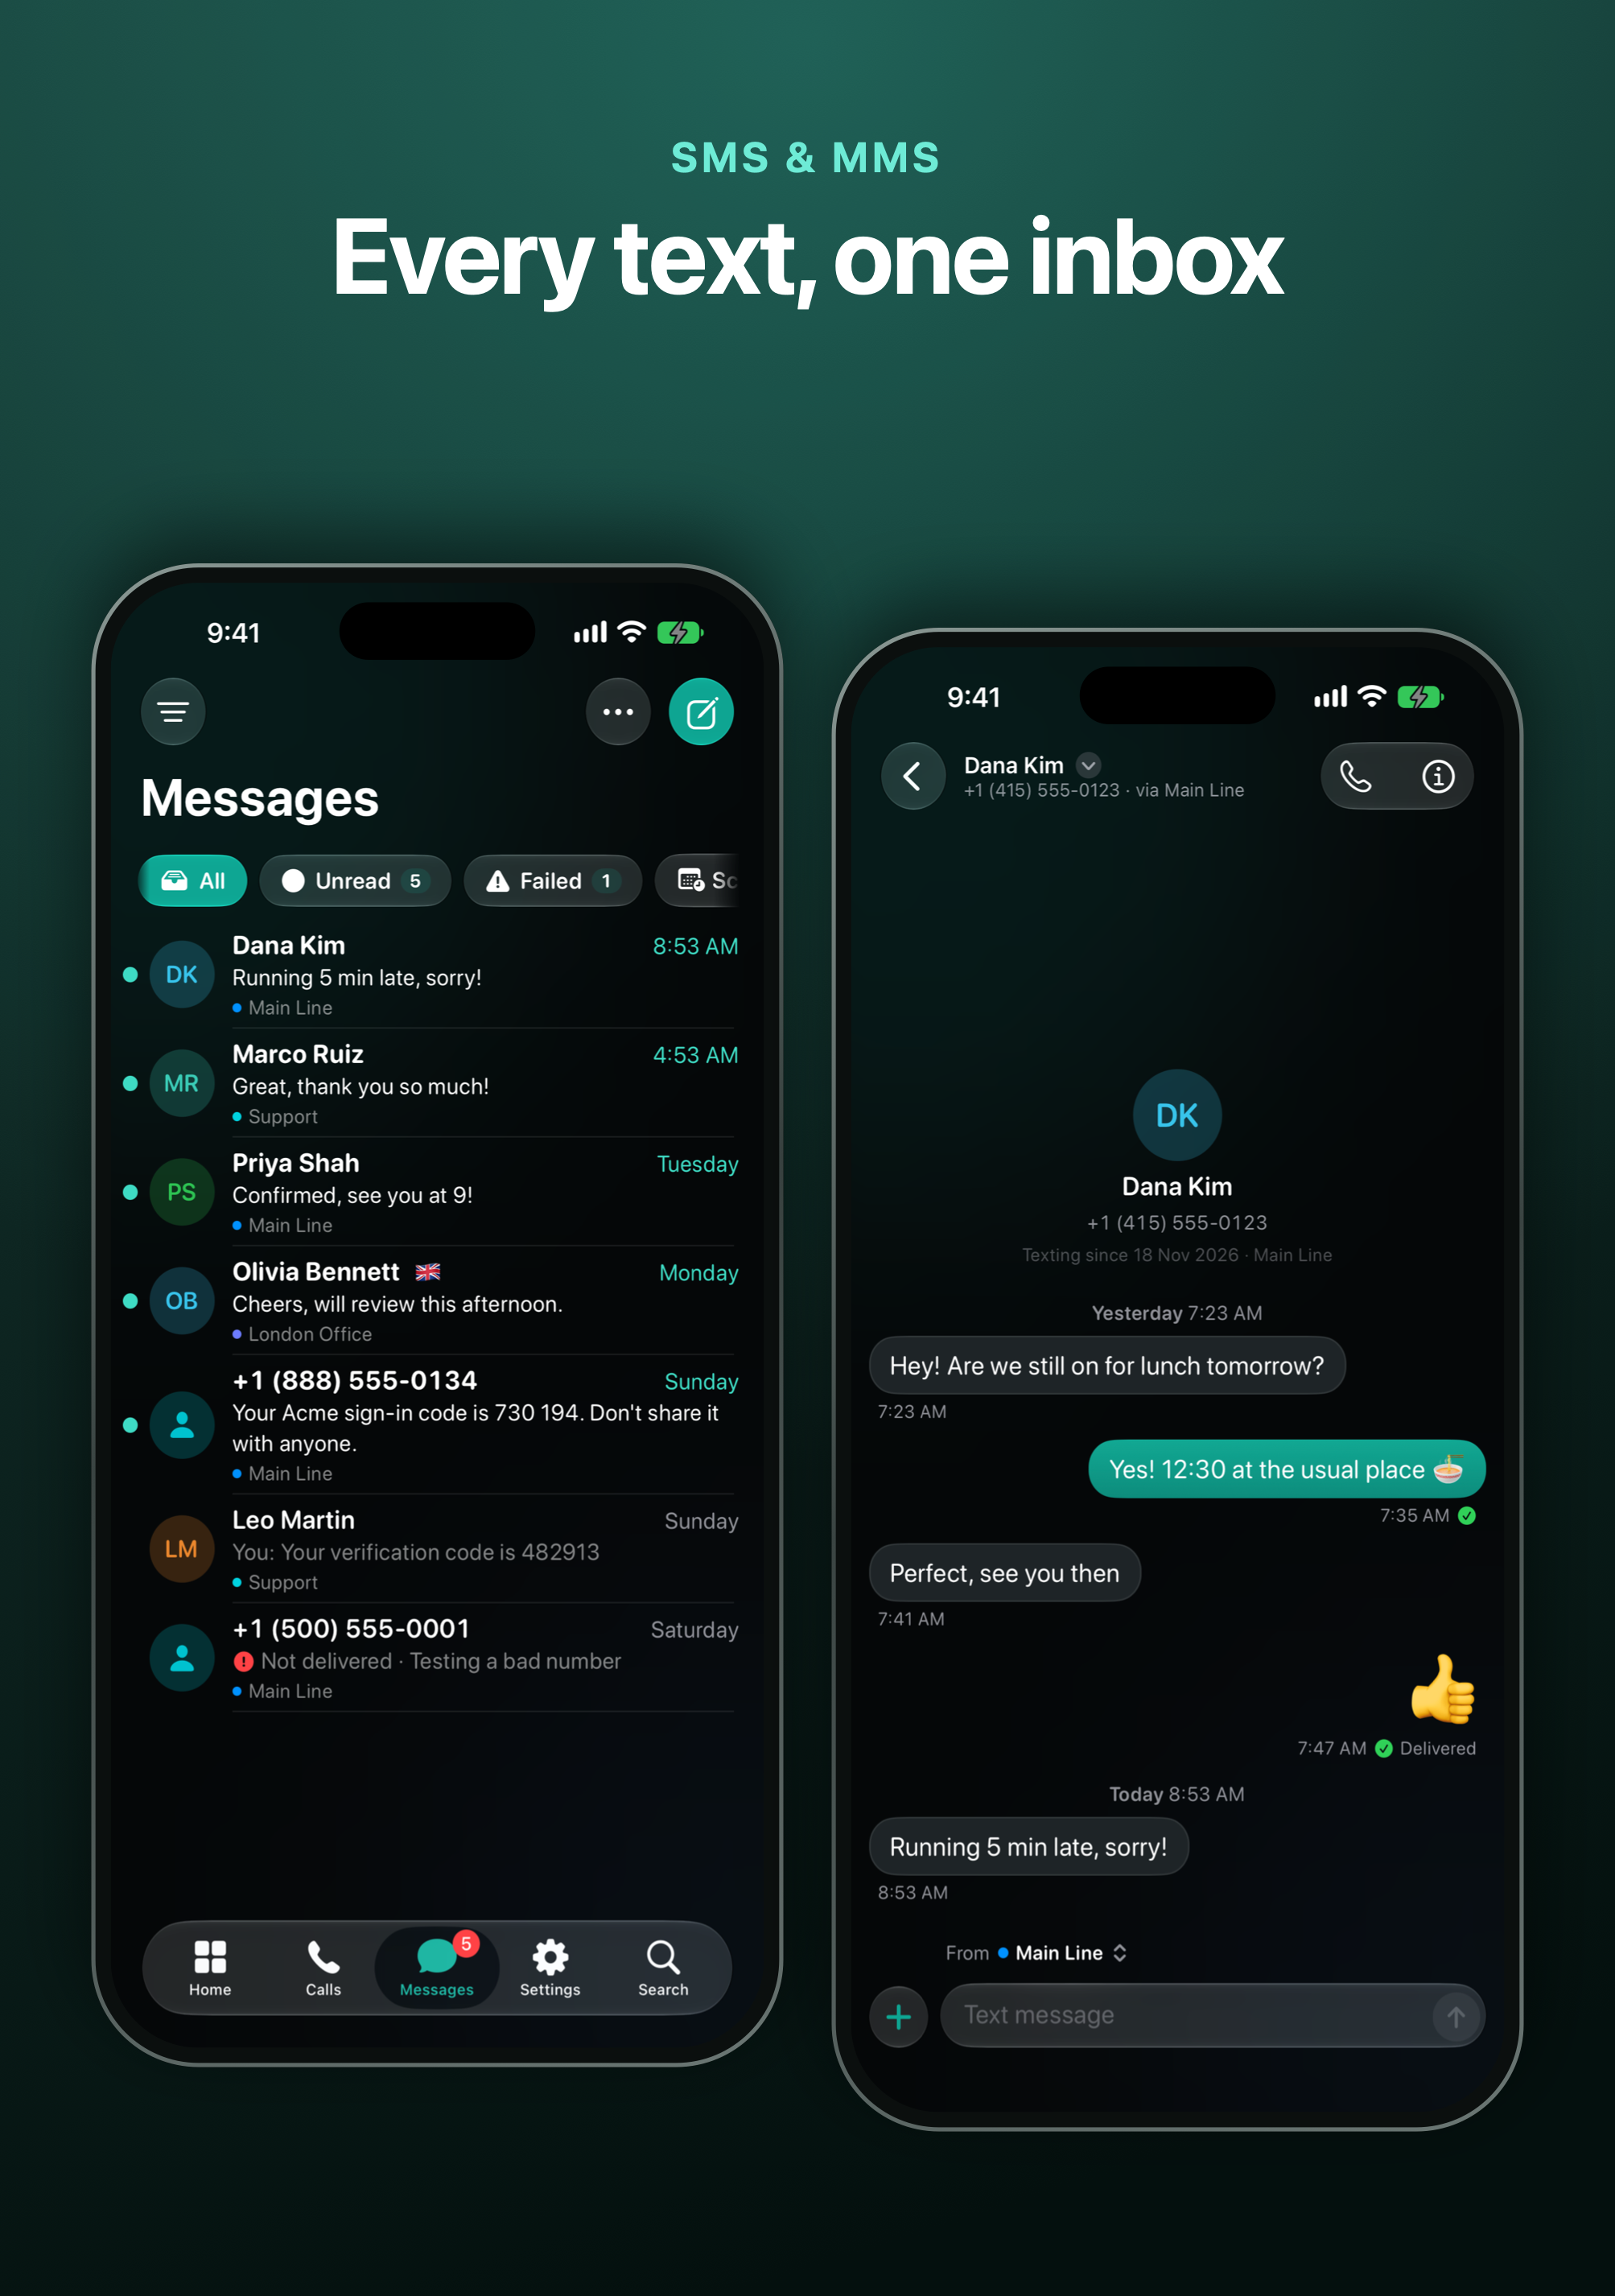 SMS & MMS
Every text, one inbox
9:41
Messages
All
Unread 5
Failed 1
Sc
Dana Kim 8:53 AM
DK
Running 5 min late, sorry!
Main Line
Marco Ruiz 4:53 AM
MR
Great, thank you so much!
Support
Priya Shah Tuesday
PS
Confirmed, see you at 9!
Main Line
Olivia Bennett 🇬🇧 Monday
OB
Cheers, will review this afternoon.
London Office
+1 (888) 555-0134 Sunday
Your Acme sign-in code is 730 194. Don't share it
with anyone.
Main Line
Leo Martin Sunday
LM
You: Your verification code is 482913
Support
+1 (500) 555-0001 Saturday
Not delivered · Testing a bad number
Main Line
5
Home Calls Messages Settings Search
9:41
Dana Kim
+1 (415) 555-0123 · via Main Line
DK
Dana Kim
+1 (415) 555-0123
Texting since 18 Nov 2026 · Main Line
Yesterday 7:23 AM
Hey! Are we still on for lunch tomorrow?
7:23 AM
Yes! 12:30 at the usual place 🍜
7:35 AM
Perfect, see you then
7:41 AM
👍
7:47 AM Delivered
Today 8:53 AM
Running 5 min late, sorry!
8:53 AM
From Main Line
Text message